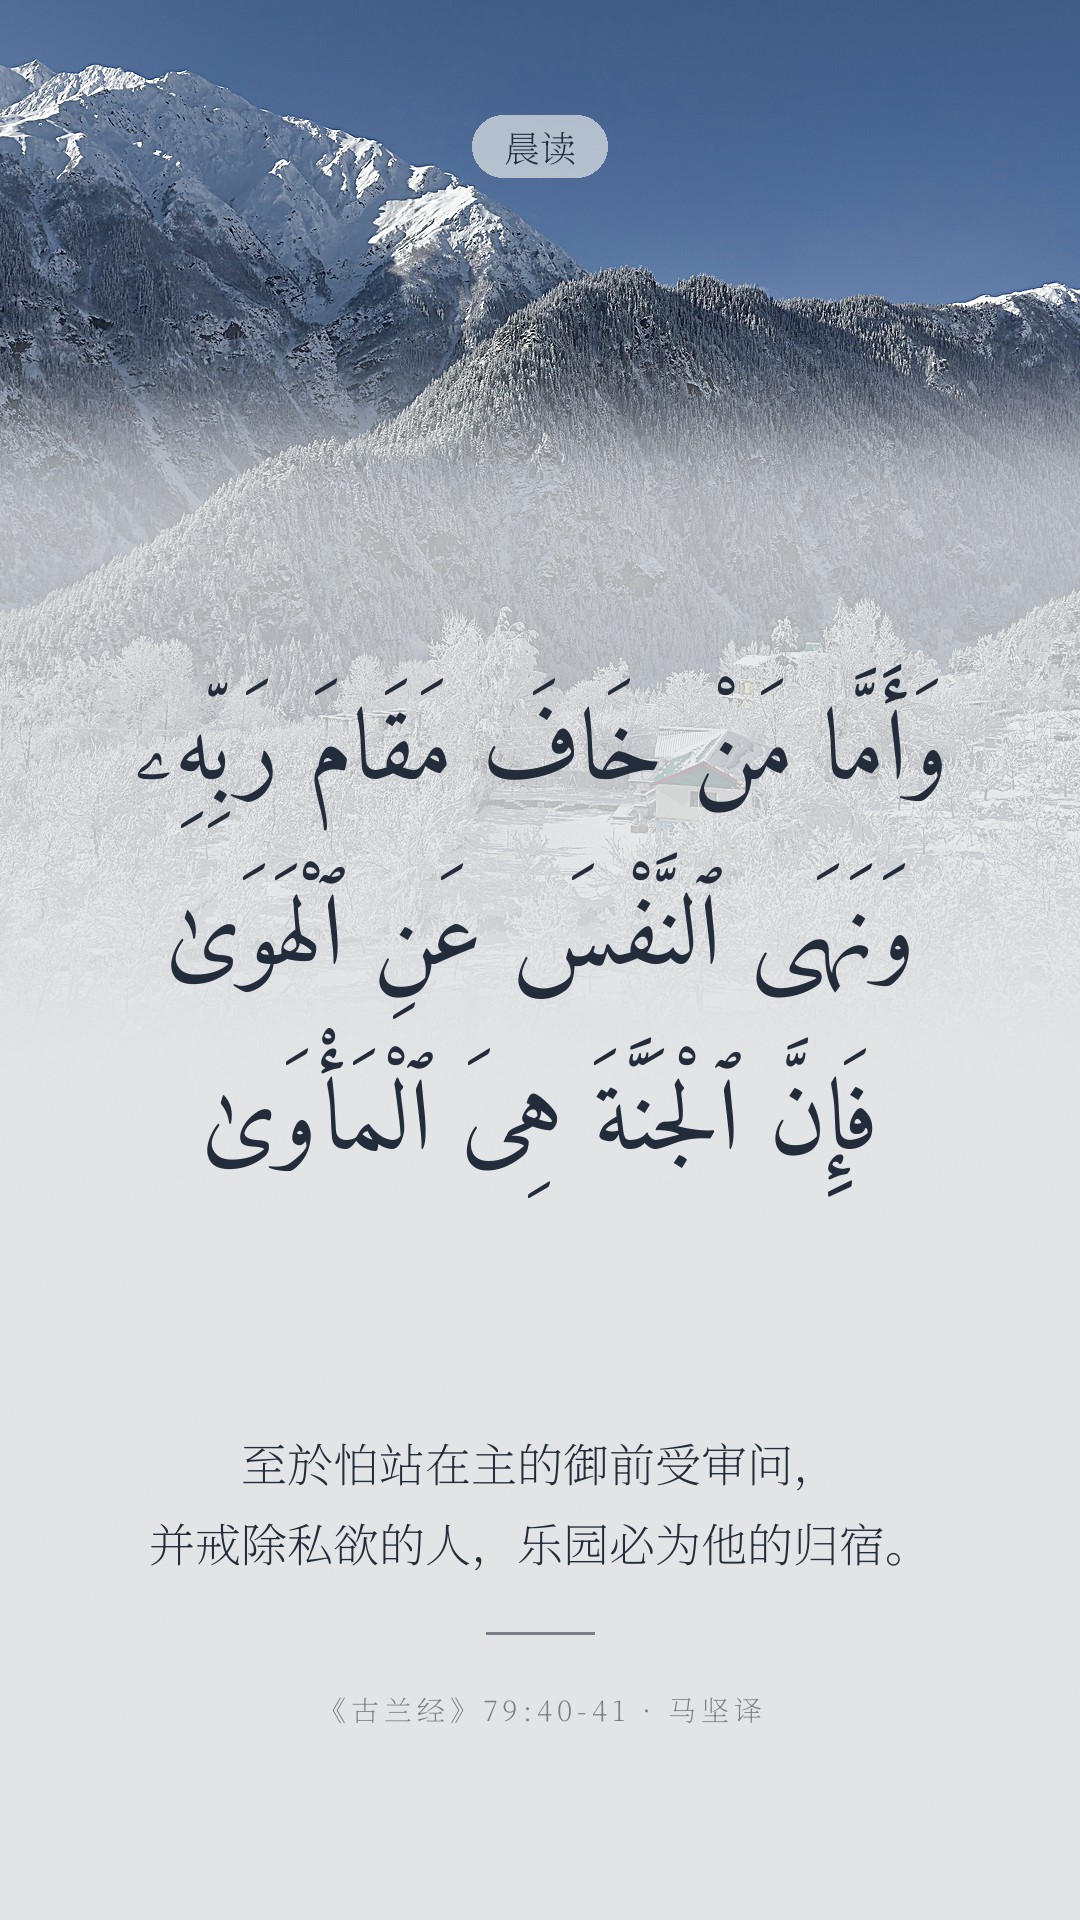 晨读
وَأَمَّا مَنْ خَافَ مَقَامَ رَبِّهِۦ
وَنَهَى ٱلنَّفْسَ عَنِ ٱلْهَوَىٰ
فَإِنَّ ٱلْجَنَّةَ هِىَ ٱلْمَأْوَىٰ
至於怕站在主的御前受审问，
并戒除私欲的人，乐园必为他的归宿。
《古兰经》79:40-41 · 马坚译